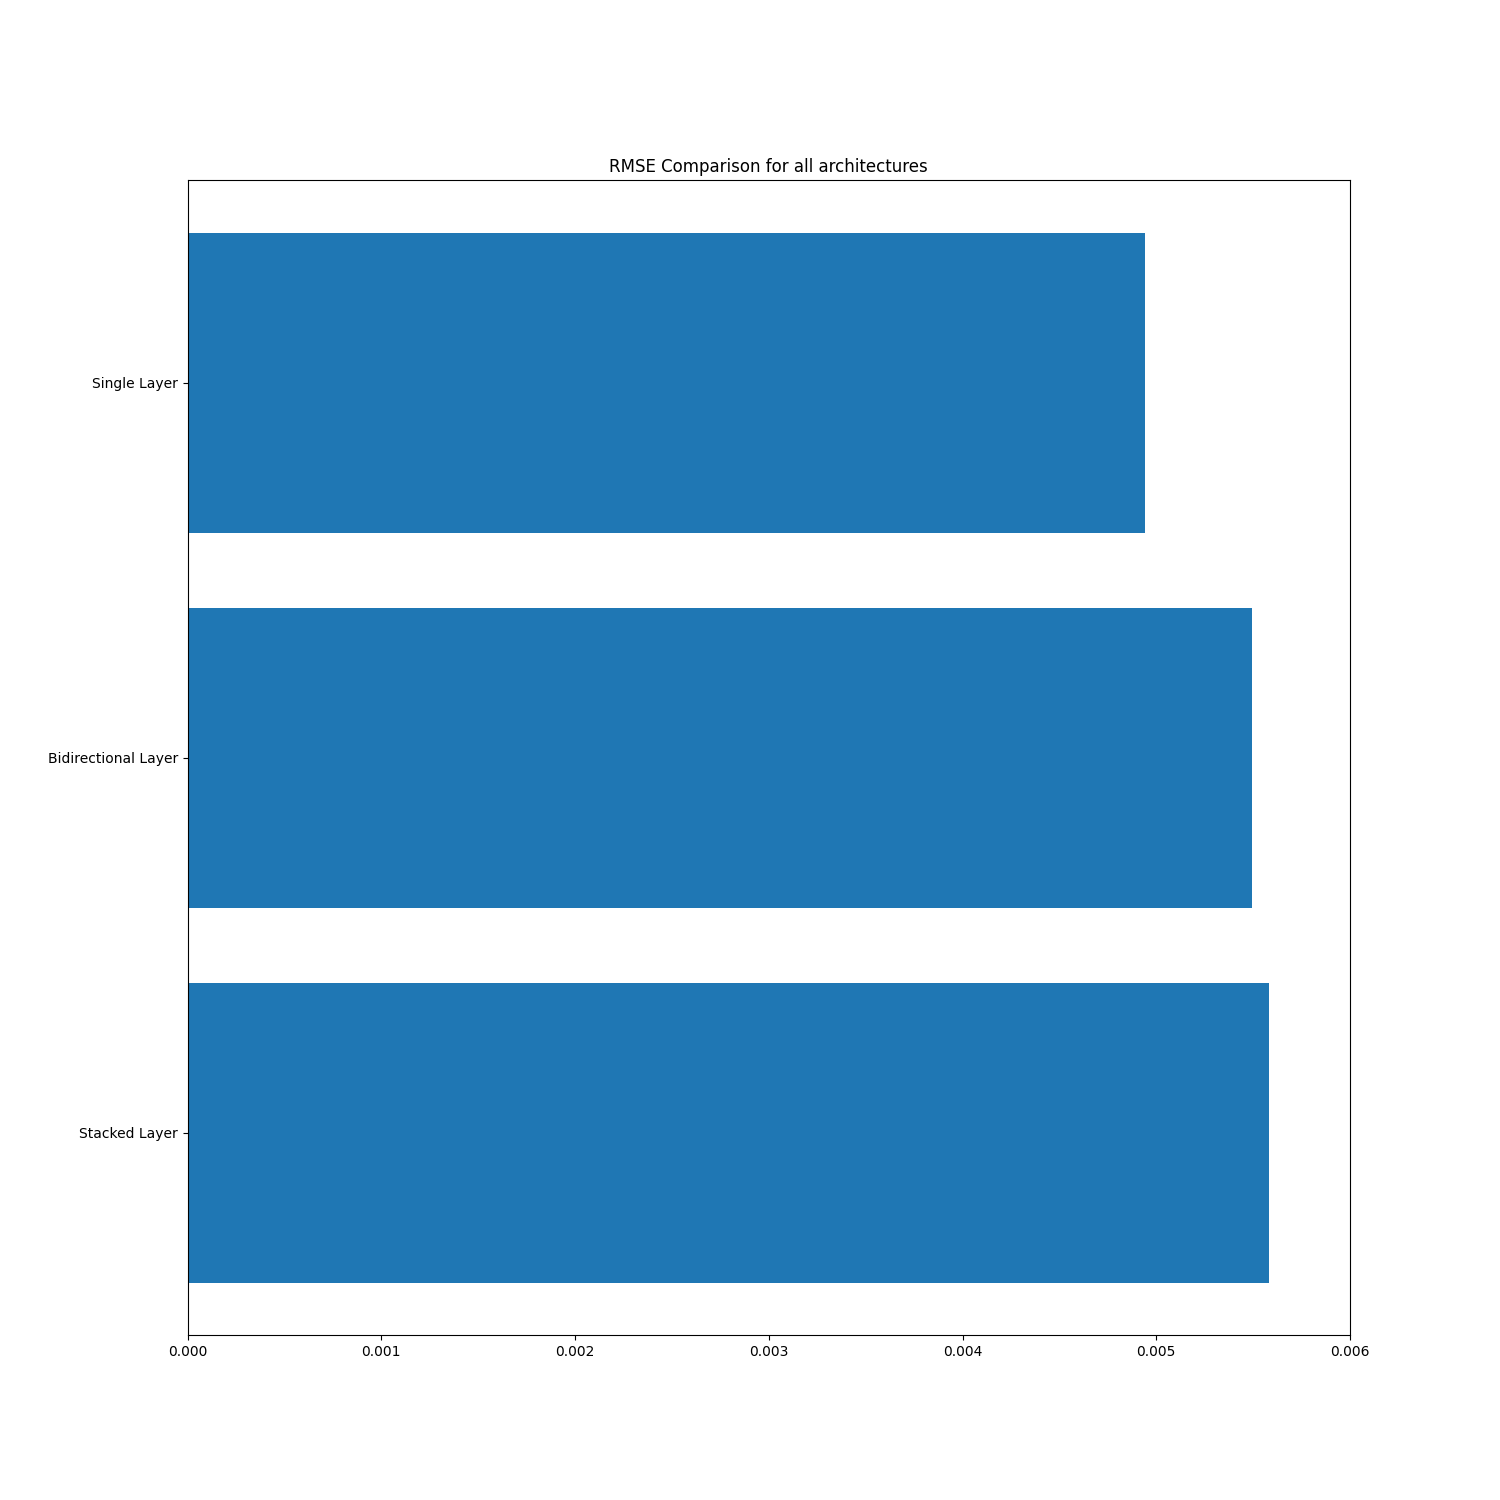 RMSE Comparison for all architectures
Single Layer
Bidirectional Layer
Stacked Layer
0.000 0.001 0.002 0.003 0.004 0.005 0.006